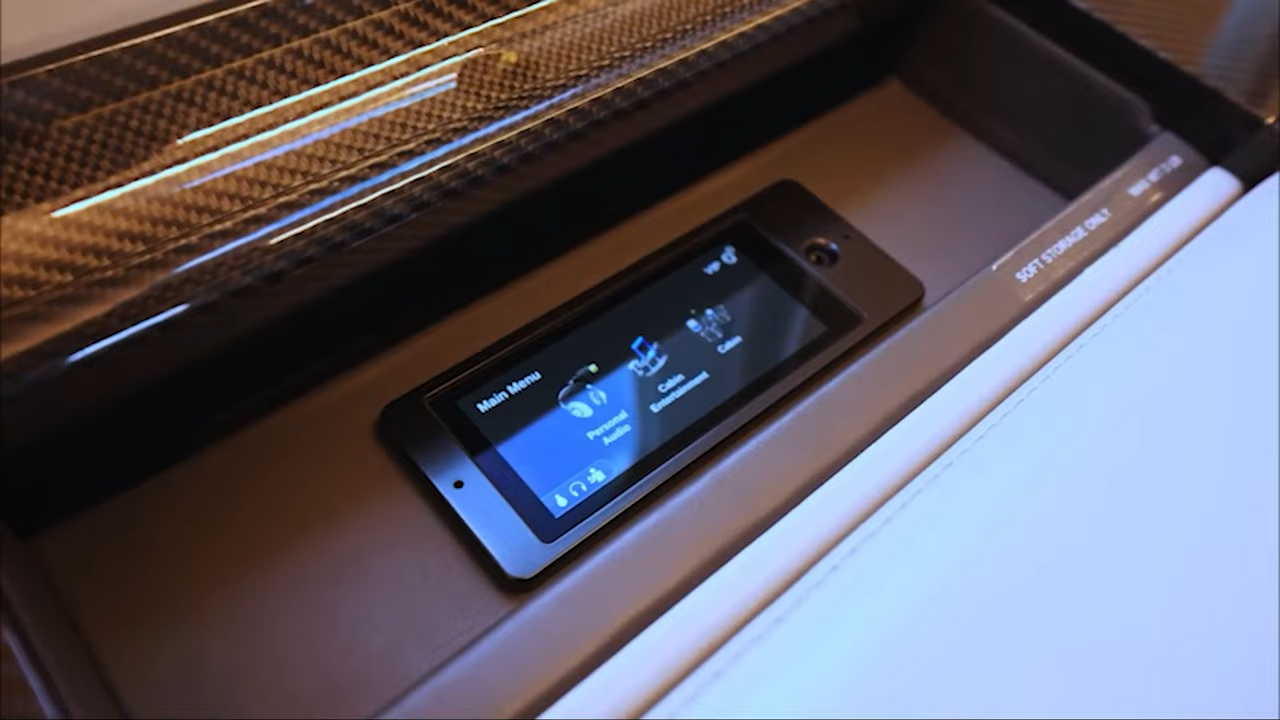 VIP
Main Menu
Personal
Audio
Cabin
Entertainment
Cabin
SOFT STORAGE ONLY